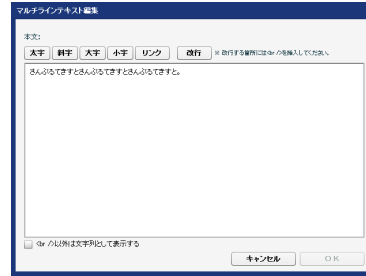 マルチラインテキスト編集
本文:
太字 斜字 大字 小字 リンク 改行 ※ 改行する箇所には<br />を挿入してください。
さんぷるてきすとさんぷるてきすとさんぷるてきすと。
<br />以外は文字列として表示する
キャンセル OK